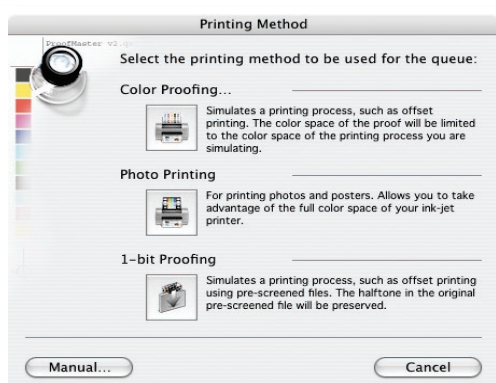 Printing Method
ProofMaster v2.
Select the printing method to be used for the queue:
Color Proofing...
Simulates a printing process, such as offset
printing. The color space of the proof will be limited
to the color space of the printing process you are
simulating.
Photo Printing
For printing photos and posters. Allows you to take
advantage of the full color space of your ink-jet
printer.
1-bit Proofing
Simulates a printing process, such as offset printing
using pre-screened files. The halftone in the original
pre-screened file will be preserved.
Manual...
Cancel